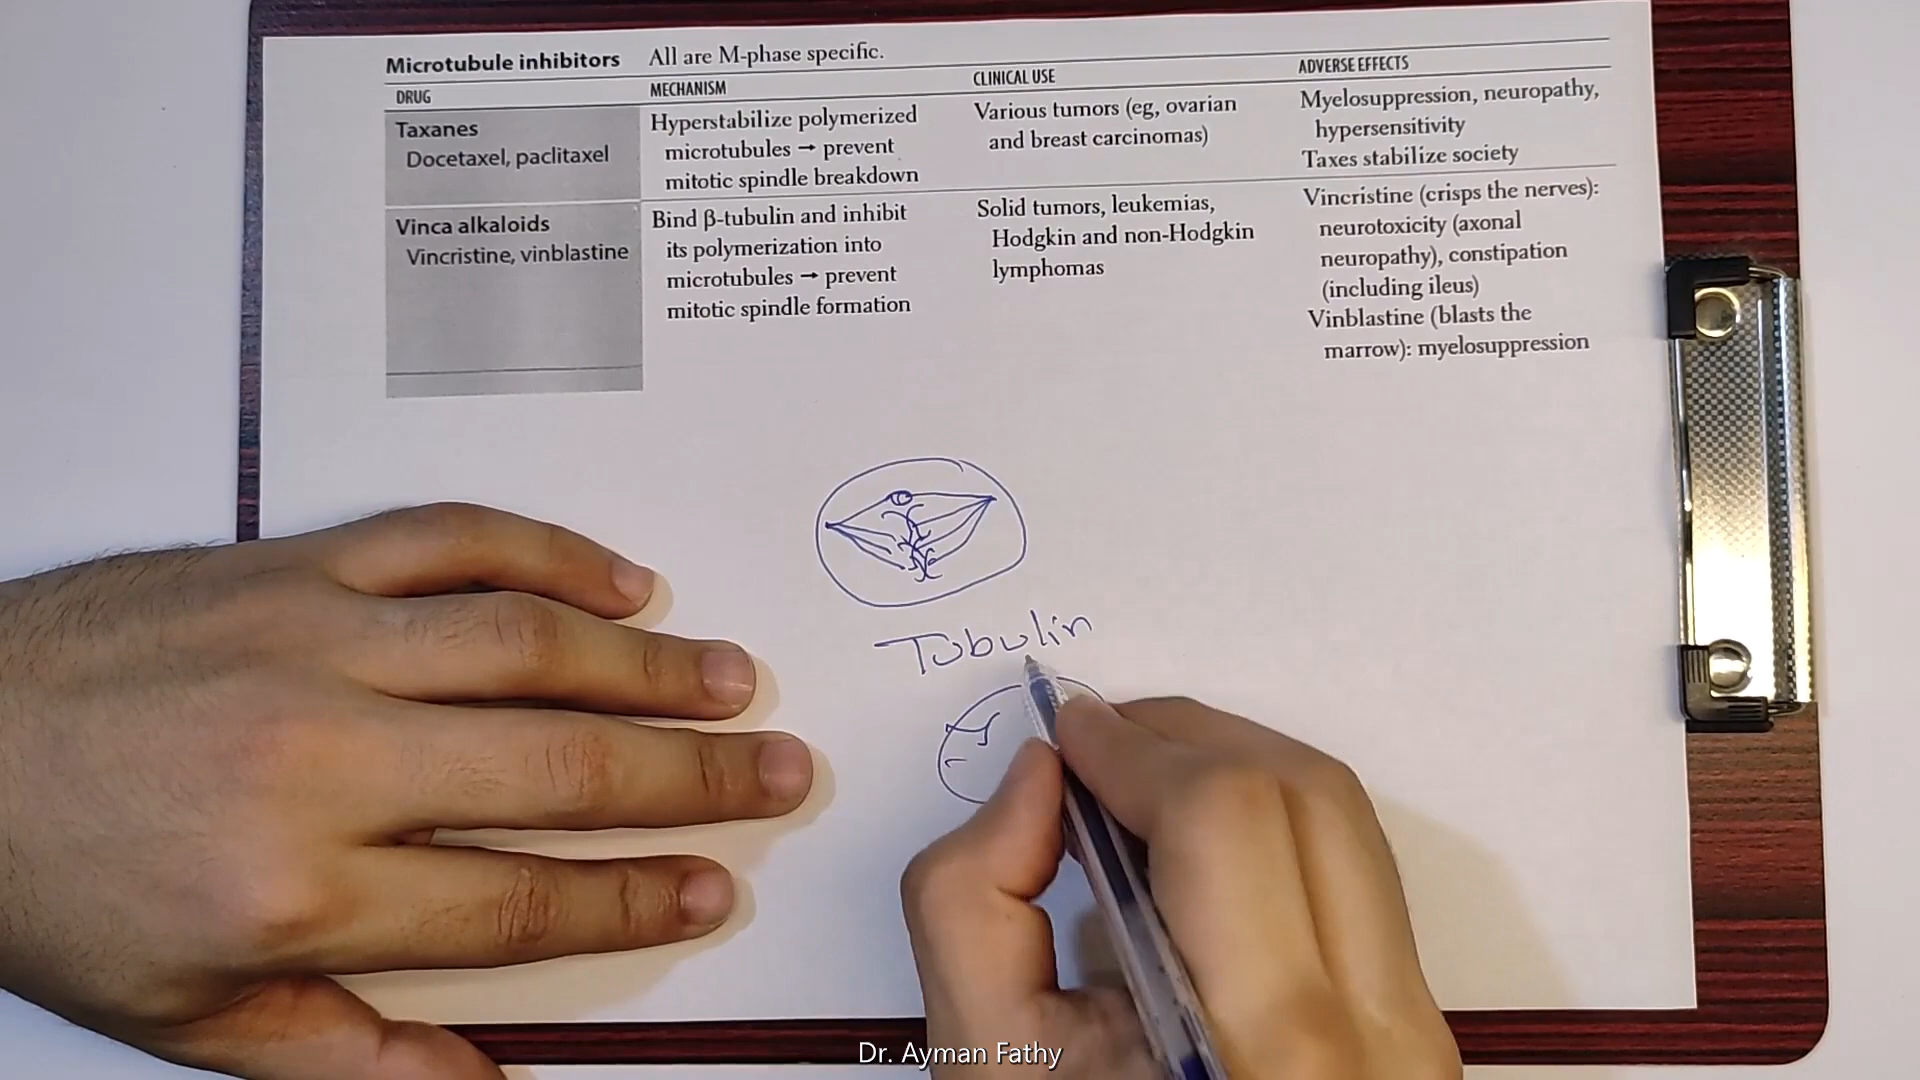 Microtubule inhibitors All are M-phase specific.
DRUG MECHANISM CLINICAL USE ADVERSE EFFECTS
Taxanes
Docetaxel, paclitaxel
Hyperstabilize polymerized
microtubules → prevent
mitotic spindle breakdown
Various tumors (eg, ovarian
and breast carcinomas)
Myelosuppression, neuropathy,
hypersensitivity
Taxes stabilize society
Vinca alkaloids
Vincristine, vinblastine
Bind β-tubulin and inhibit
its polymerization into
microtubules → prevent
mitotic spindle formation
Solid tumors, leukemias,
Hodgkin and non-Hodgkin
lymphomas
Vincristine (crisps the nerves):
neurotoxicity (axonal
neuropathy), constipation
(including ileus)
Vinblastine (blasts the
marrow): myelosuppression
Tubulin
Dr. Ayman Fathy